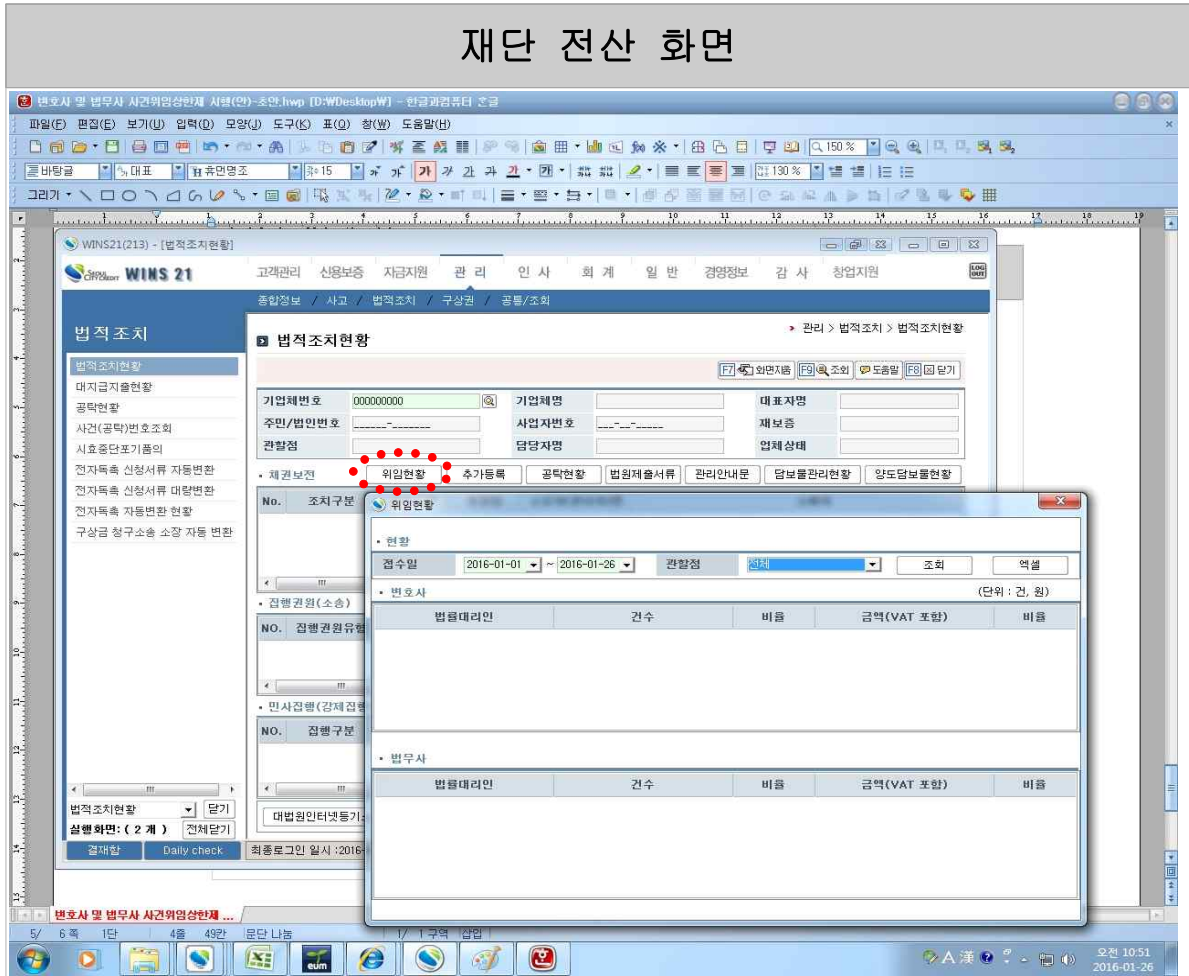 재단 전산 화면
변호사 및 법무사 사건위임상한제 시행(안)-초안.hwp [D:₩Desktop₩] - 한글과컴퓨터 한글
파일(F) 편집(E) 보기(U) 입력(D) 모양(J) 도구(K) 표(Q) 창(W) 도움말(H)
150 %
바탕글 대표 휴먼명조 15 가 가 가 가 가 가 130 %
그리기
WINS21(213) - [법적조치현황]
WINS 21 고객관리 신용보증 자금지원 관 리 인 사 회 계 일 반 경영정보 감 사 창업지원 LOG OUT
종합정보 / 사고 / 법적조치 / 구상권 / 공통/조회
법적조치
법적조치현황
대지급지출현황
공탁현황
사건(공탁)번호조회
시효중단포기품의
전자독촉 신청서류 자동변환
전자독촉 신청서류 대량변환
전자독촉 자동변환 현황
구상금 청구소송 소장 자동 변환
법적조치현황 닫기
실행화면: ( 2 개 ) 전체닫기
결재함 Daily check
법적조치현황 관리 > 법적조치 > 법적조치현황
F7 화면지움 F9 조회 도움말 F8 닫기
기업체번호 000000000 기업체명 대표자명
주민/법인번호 ______-_______ 사업자번호 ___-__-_____ 재보증
관할점 담당자명 업체상태
채권보전 위임현황 추가등록 공탁현황 법원제출서류 관리안내문 담보물관리현황 양도담보물현황
No. 조치구분
집행권원(소송)
NO. 집행권원유형
민사집행(강제집행
NO. 집행구분
대법원인터넷등기소
최종로그인 일시 :2016-
위임현황
현황
접수일 2016-01-01 ~ 2016-01-26 관할점 전체 조회 엑셀
변호사 (단위 : 건, 원)
법률대리인 건수 비율 금액(VAT 포함) 비율
법무사
법률대리인 건수 비율 금액(VAT 포함) 비율
변호사 및 법무사 사건위임상한제 ...
5/ 6 쪽 1단 4줄 49칸 문단 나눔 1/ 1 구역 삽입
eum A 漢 오전 10:51
2016-01-26